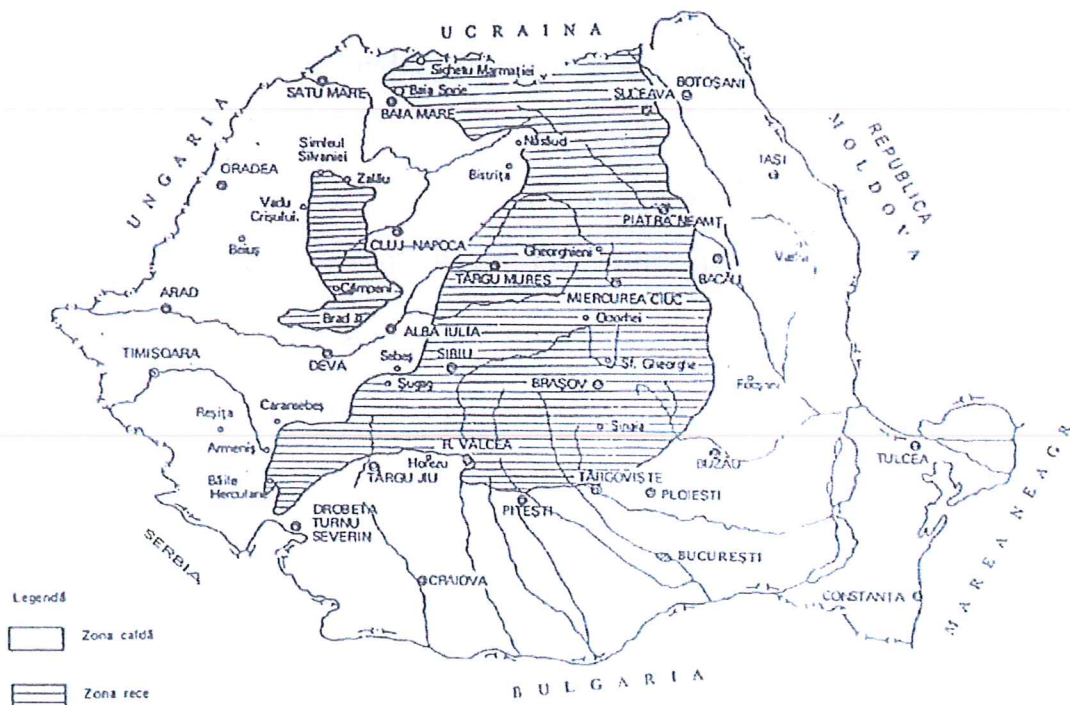 UCRAINA
Sighetu Marmației
BOTOȘANI
SATU MARE
Baia Sprie
SUCEAVA
BAIA MARE
UNGARIA
REPUBLICA
MOLDOVA
Șimleul
Silvaniei
Năsăud
IAȘI
ORADEA
Zalău
Bistrița
Vadu
Crișului
PIATRA NEAMȚ
CLUJ-NAPOCA
Beiuș
Gheorghieni
BACĂU
TÂRGU MUREȘ
Câmpeni
MIERCUREA CIUC
ARAD
Brad
ALBA IULIA
TIMIȘOARA
DEVA
Sebeș
SIBIU
Sf. Gheorghe
Șugag
BRAȘOV
Focșani
Reșița
Caransebeș
Sinaia
Armeniș
R. VÂLCEA
BUZĂU
TULCEA
Horezu
TÂRGU JIU
TÂRGOVIȘTE
Băile
Herculane
PLOIEȘTI
DROBETA
TURNU
SEVERIN
PITEȘTI
SERBIA
BUCUREȘTI
CRAIOVA
CONSTANȚA
MAREA NEAGR
Legendă
Zona caldă
Zona rece
BULGARIA